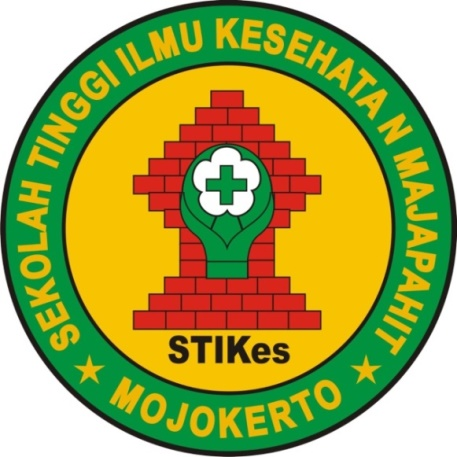 SEKOLAH TINGGI ILMU KESEHATA N MAJAPAHIT
STIKes
MOJOKERTO